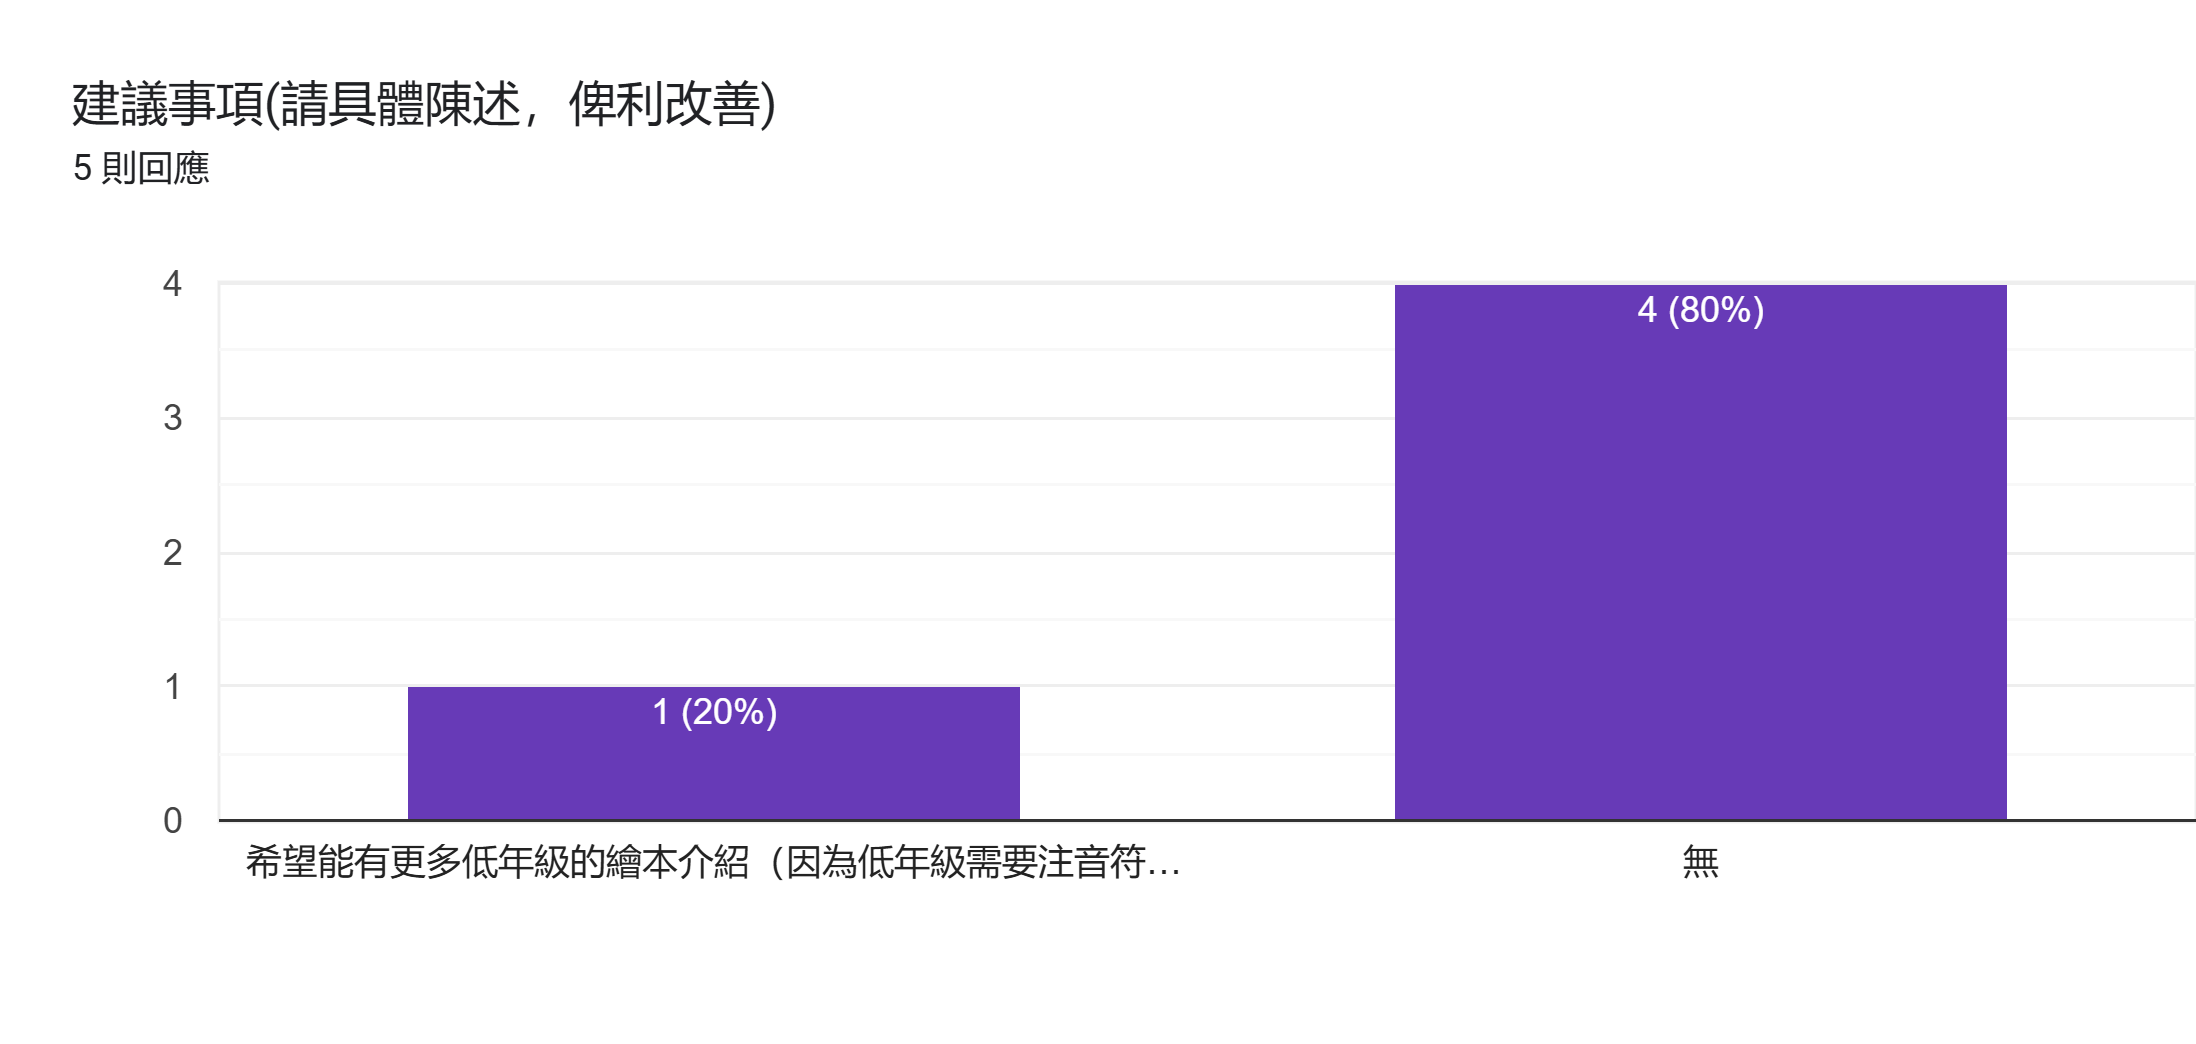 建議事項(請具體陳述，俾利改善)
5 則回應
4
4 (80%)
3
2
1
1 (20%)
0
希望能有更多低年級的繪本介紹（因為低年級需要注音符…
無